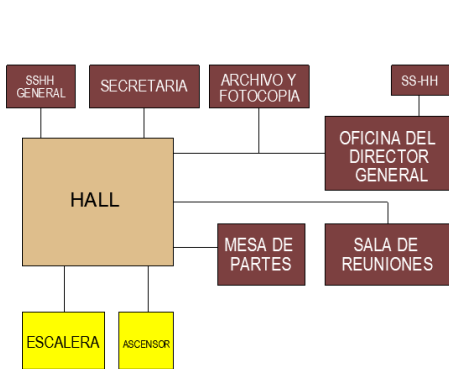 SSHH
GENERAL
SECRETARIA
ARCHIVO Y
FOTOCOPIA
SS-HH
OFICINA DEL
DIRECTOR
GENERAL
HALL
MESA DE
PARTES
SALA DE
REUNIONES
ESCALERA
ASCENSOR